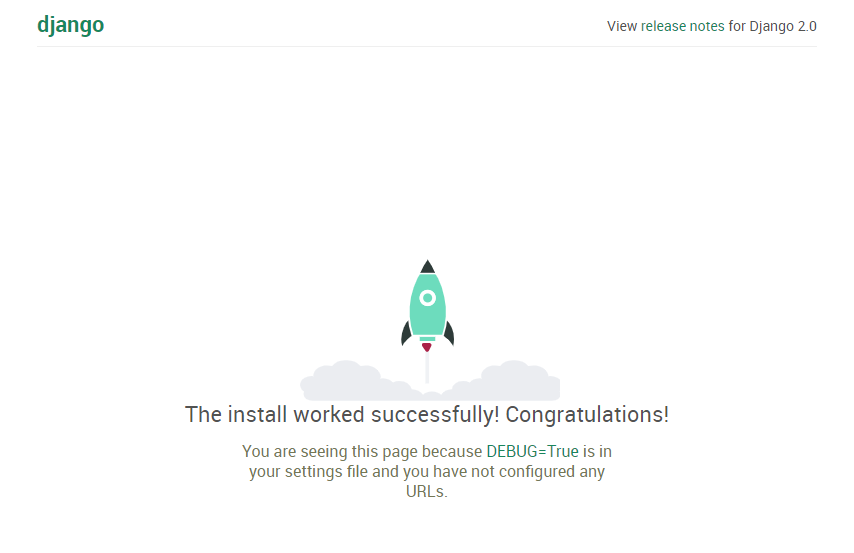 django
View release notes for Django 2.0
The install worked successfully! Congratulations!
You are seeing this page because DEBUG=True is in
your settings file and you have not configured any
URLs.